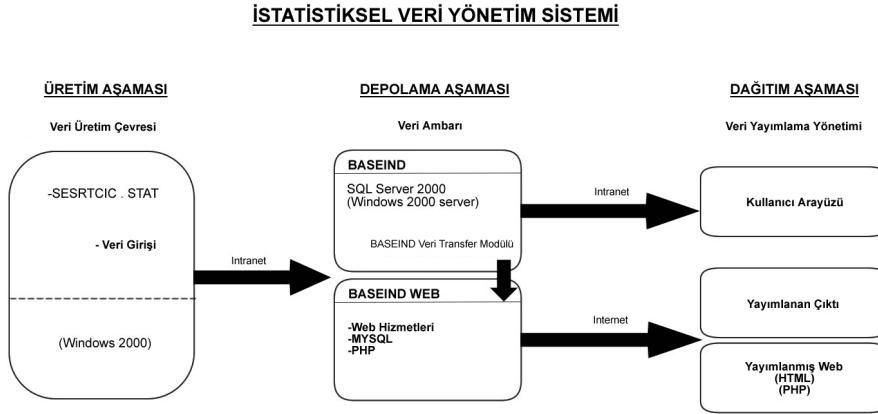 İSTATİSTİKSEL VERİ YÖNETİM SİSTEMİ
ÜRETİM AŞAMASI
Veri Üretim Çevresi
-SESRTCIC . STAT
- Veri Girişi
(Windows 2000)
Intranet
DEPOLAMA AŞAMASI
Veri Ambarı
BASEIND
SQL Server 2000
(Windows 2000 server)
BASEIND Veri Transfer Modülü
BASEIND WEB
-Web Hizmetleri
-MYSQL
-PHP
Intranet
Internet
DAĞITIM AŞAMASI
Veri Yayımlama Yönetimi
Kullanıcı Arayüzü
Yayımlanan Çıktı
Yayımlanmış Web
(HTML)
(PHP)